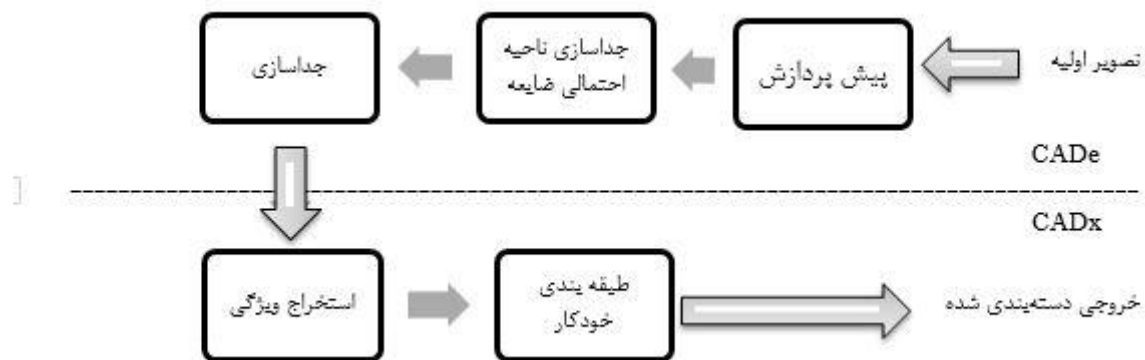 تصویر اولیه
پیش پردازش
جداسازی ناحیه
احتمالی ضایعه
جداسازی
CADe
CADx
استخراج ویژگی
طبقه بندی
خودکار
خروجی دسته‌بندی شده